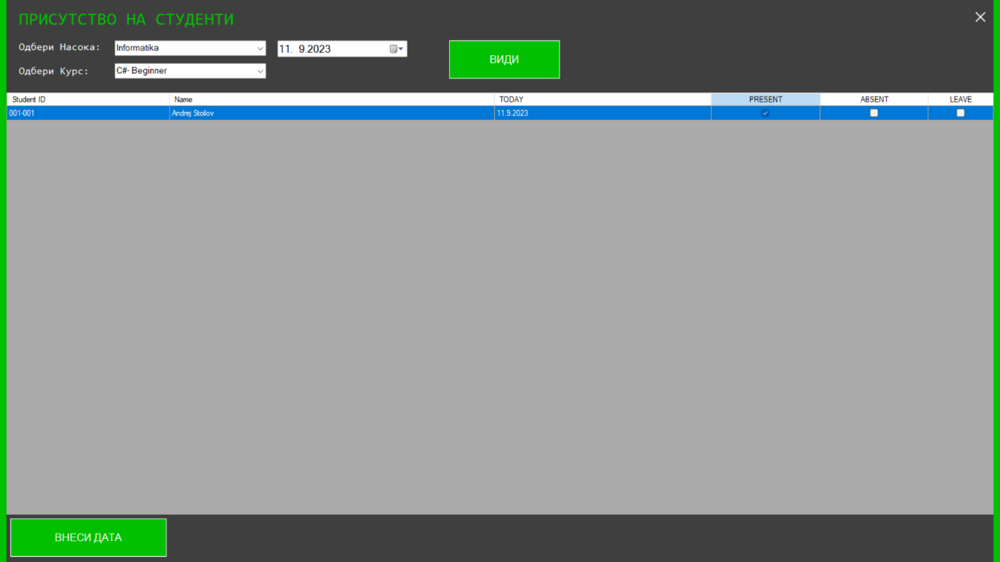 ПРИСУТСТВО НА СТУДЕНТИ
Одбери Насока: Informatika 11. 9.2023
ВИДИ
Одбери Курс: C#- Beginner
Student ID Name TODAY PRESENT ABSENT LEAVE
001-001 Andrej Stoilov 11.9.2023
ВНЕСИ ДАТА